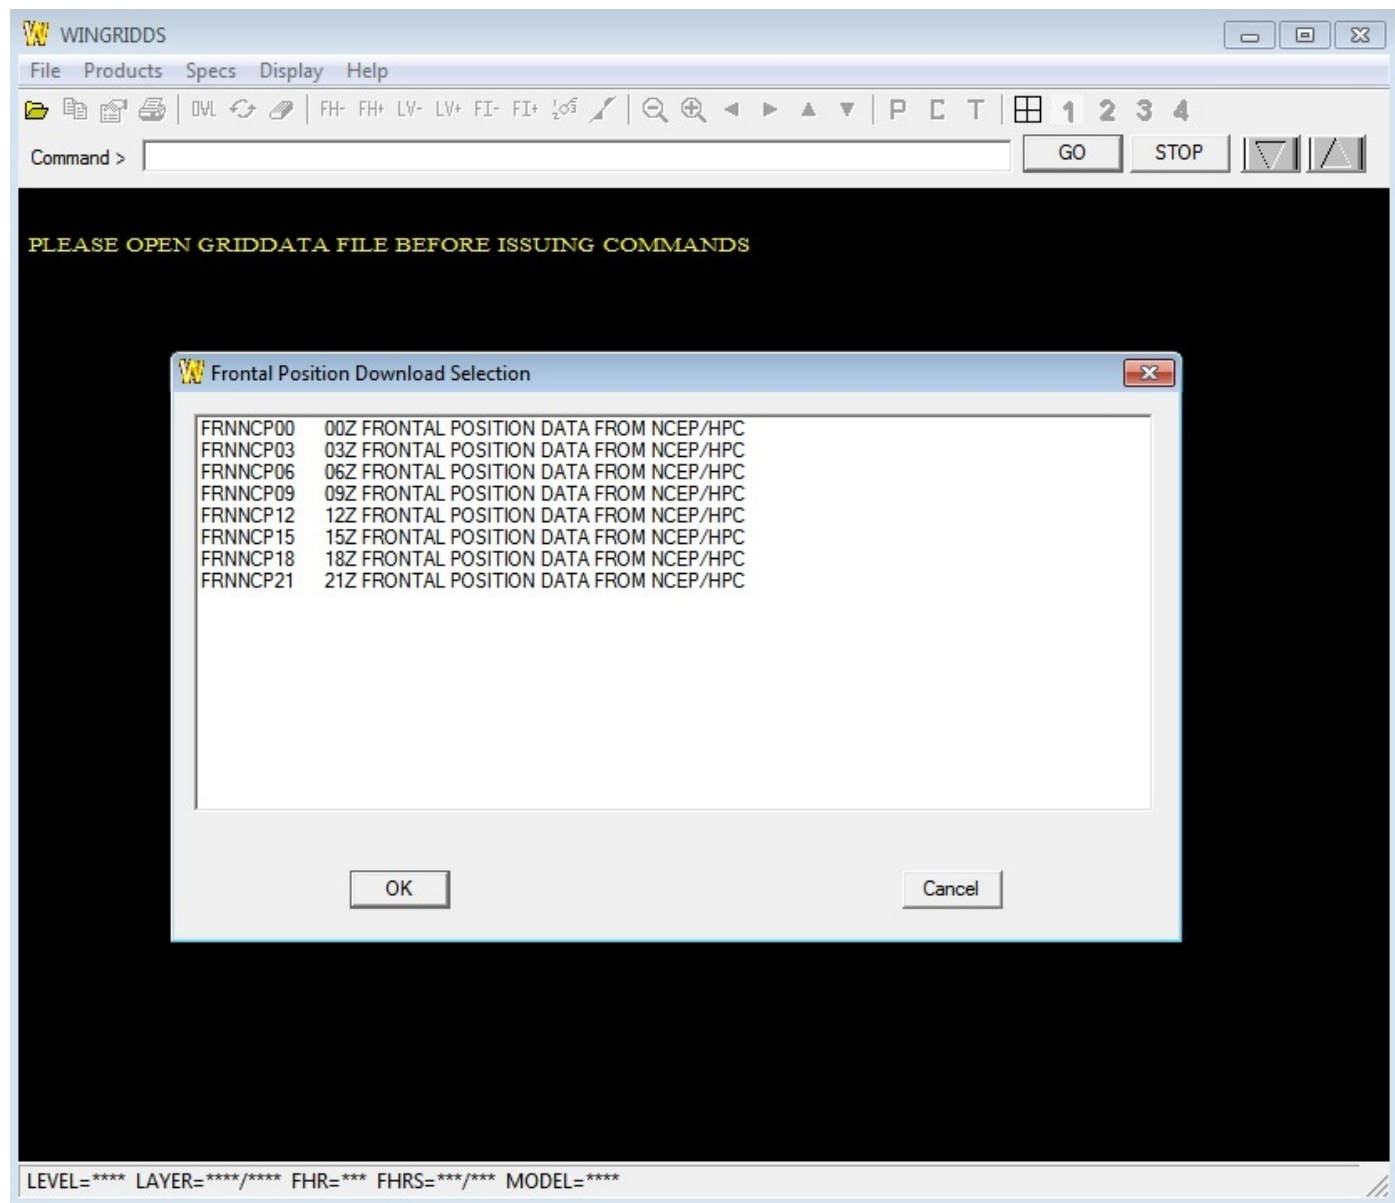 WINGRIDDS
File Products Specs Display Help
OVL FH- FH+ LV- LV+ FI- FI+ P C T 1 2 3 4
Command > GO STOP
PLEASE OPEN GRIDDATA FILE BEFORE ISSUING COMMANDS
Frontal Position Download Selection
FRNNCP00 00Z FRONTAL POSITION DATA FROM NCEP/HPC
FRNNCP03 03Z FRONTAL POSITION DATA FROM NCEP/HPC
FRNNCP06 06Z FRONTAL POSITION DATA FROM NCEP/HPC
FRNNCP09 09Z FRONTAL POSITION DATA FROM NCEP/HPC
FRNNCP12 12Z FRONTAL POSITION DATA FROM NCEP/HPC
FRNNCP15 15Z FRONTAL POSITION DATA FROM NCEP/HPC
FRNNCP18 18Z FRONTAL POSITION DATA FROM NCEP/HPC
FRNNCP21 21Z FRONTAL POSITION DATA FROM NCEP/HPC
OK Cancel
LEVEL=**** LAYER=****/**** FHR=*** FHRS=***/*** MODEL=****